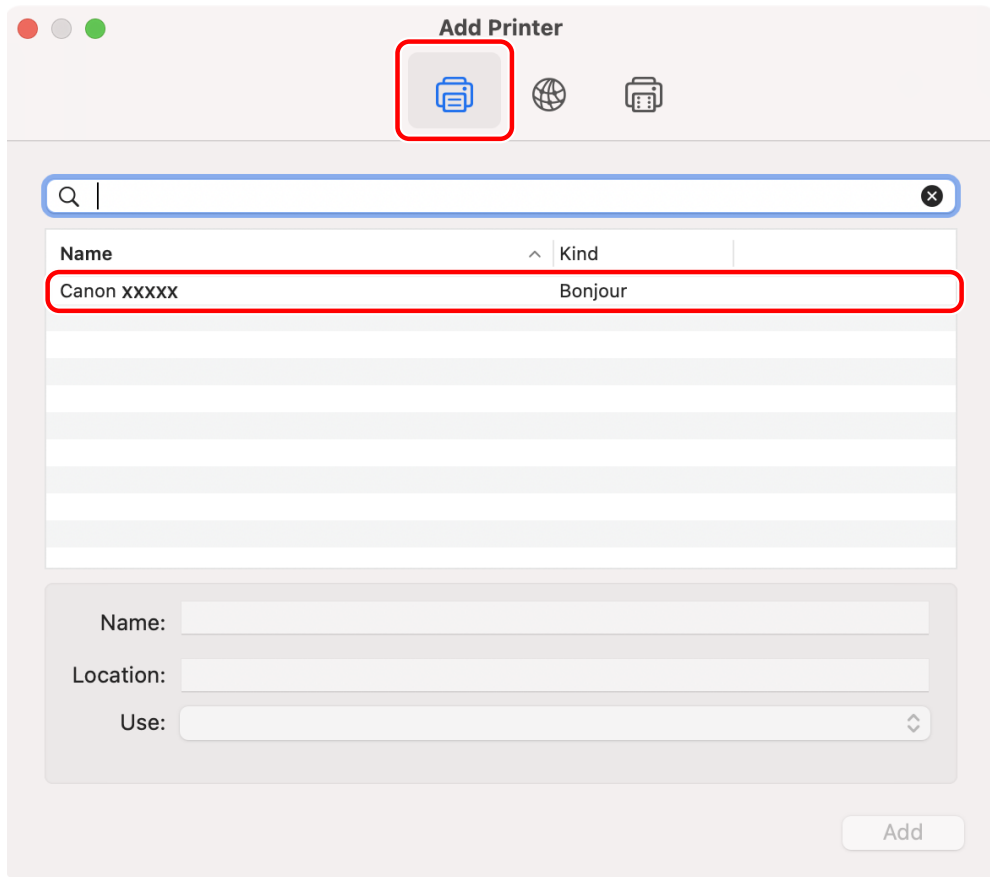 Add Printer
Name Kind
Canon xxxxx Bonjour
Name:
Location:
Use:
Add